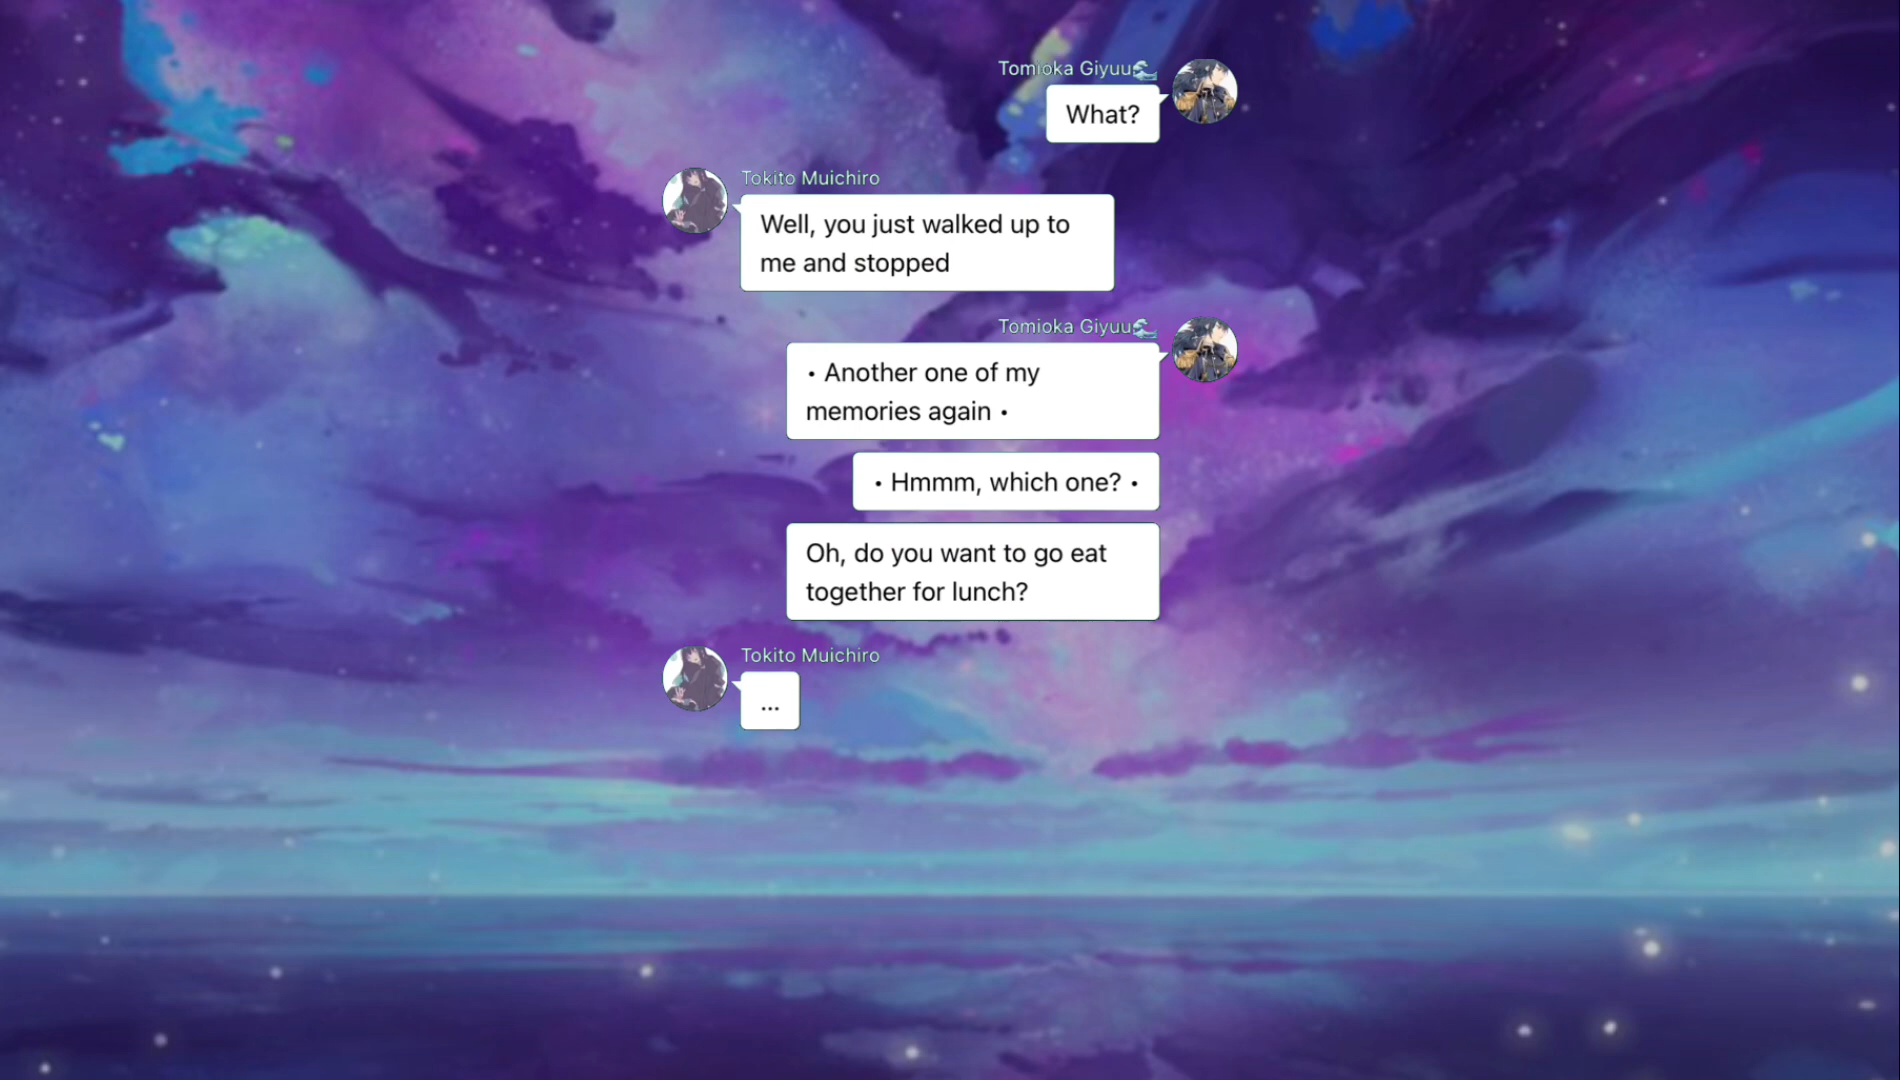 Tomioka Giyuu🌊
What?
Tokito Muichiro
Well, you just walked up to
me and stopped
Tomioka Giyuu🌊
• Another one of my
memories again •
• Hmmm, which one? •
Oh, do you want to go eat
together for lunch?
Tokito Muichiro
...